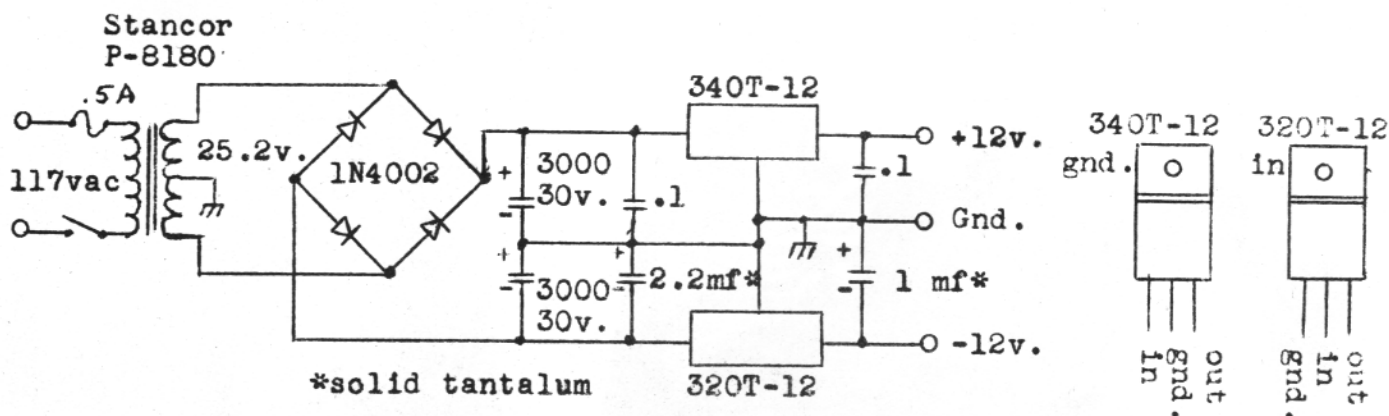 Stancor
P-8180
.5A
117vac
25.2v.
1N4002
+
3000
30v.
-
.1
+
3000
30v.
-
+
2.2mf*
340T-12
320T-12
*solid tantalum
.1
+
1 mf*
-
+12v.
Gnd.
-12v.
340T-12
gnd.
in
gnd.
out
320T-12
in
gnd.
in
out